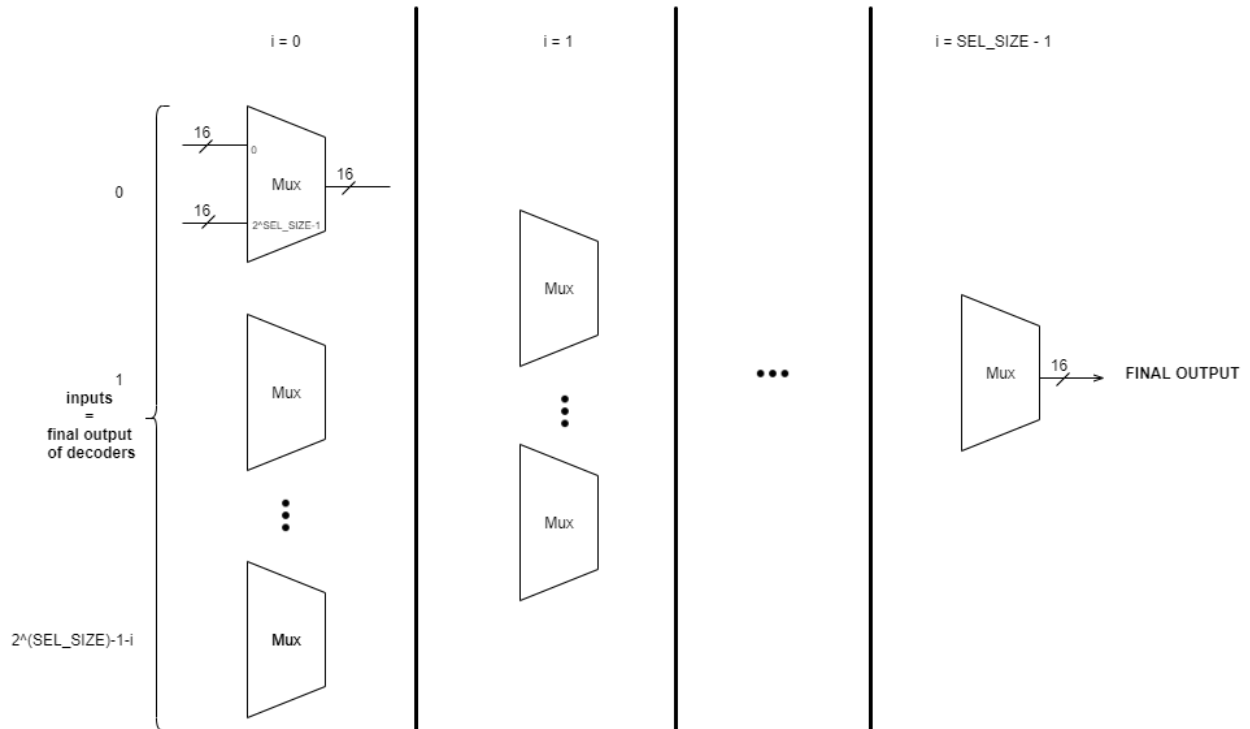 i = 0
i = 1
i = SEL_SIZE - 1
16
0
16
0
Mux
16
2^SEL_SIZE-1
Mux
Mux
16
FINAL OUTPUT
1
Mux
inputs
=
final output
of decoders
Mux
2^(SEL_SIZE)-1-i
Mux